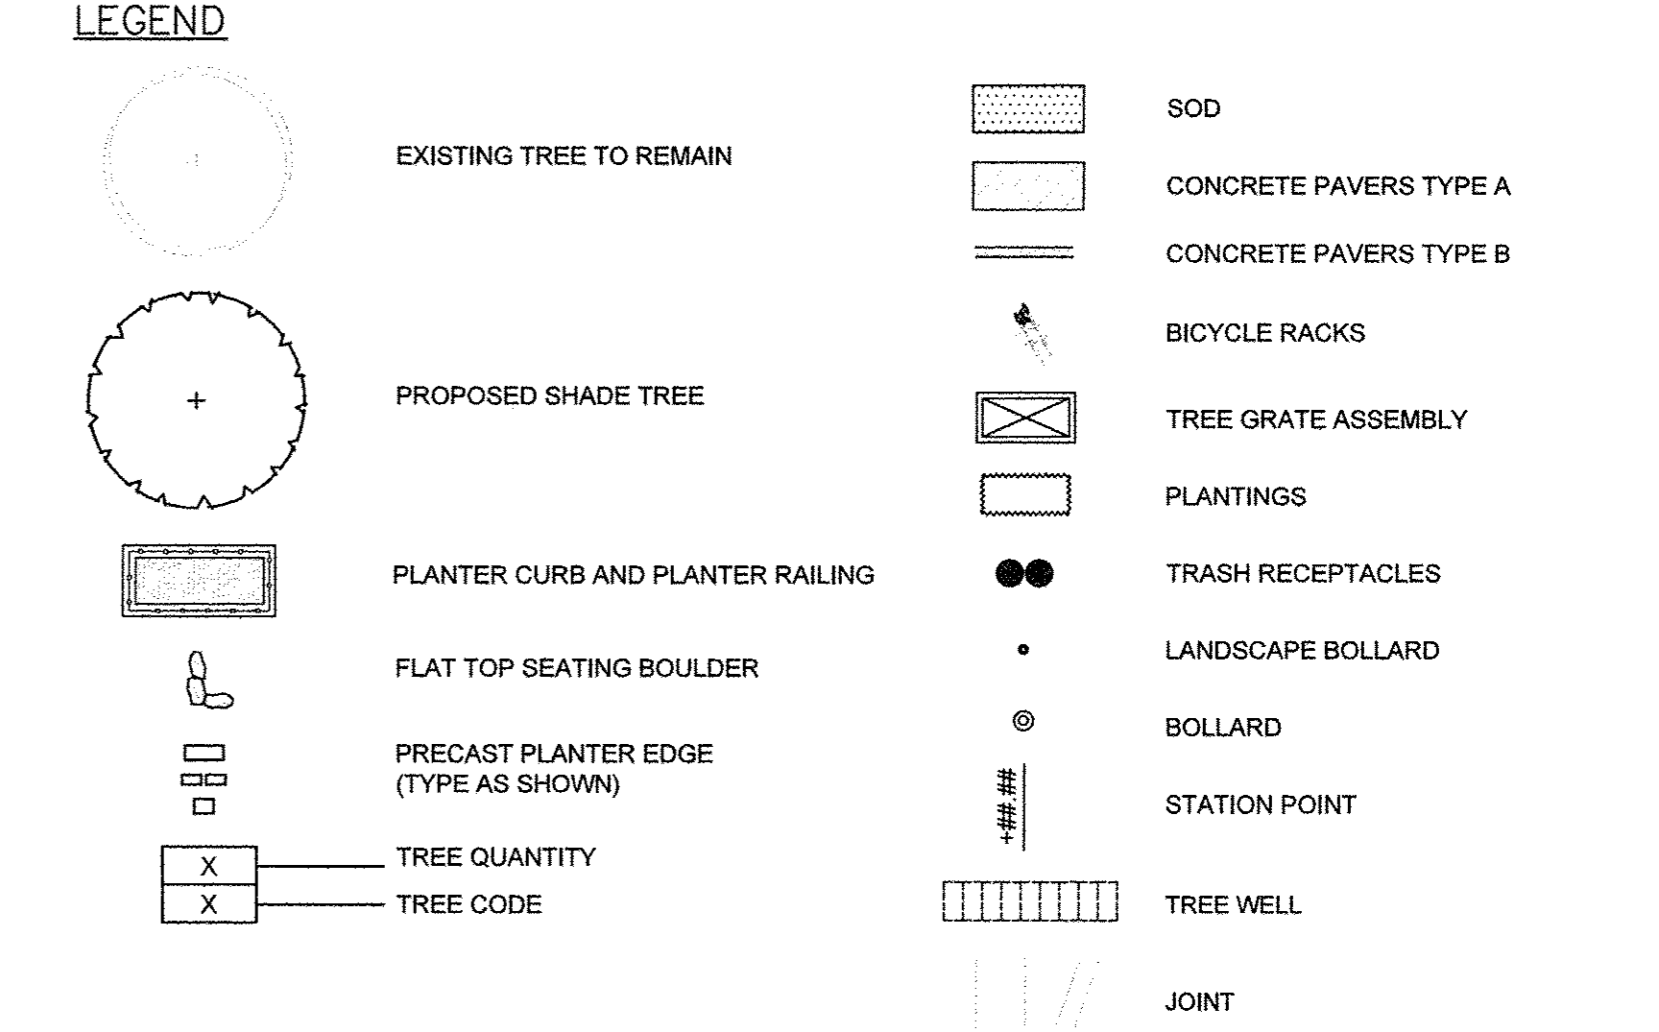 LEGEND
EXISTING TREE TO REMAIN
PROPOSED SHADE TREE
PLANTER CURB AND PLANTER RAILING
FLAT TOP SEATING BOULDER
PRECAST PLANTER EDGE
(TYPE AS SHOWN)
X TREE QUANTITY
X TREE CODE
SOD
CONCRETE PAVERS TYPE A
CONCRETE PAVERS TYPE B
BICYCLE RACKS
TREE GRATE ASSEMBLY
PLANTINGS
TRASH RECEPTACLES
LANDSCAPE BOLLARD
BOLLARD
+##.## STATION POINT
TREE WELL
JOINT